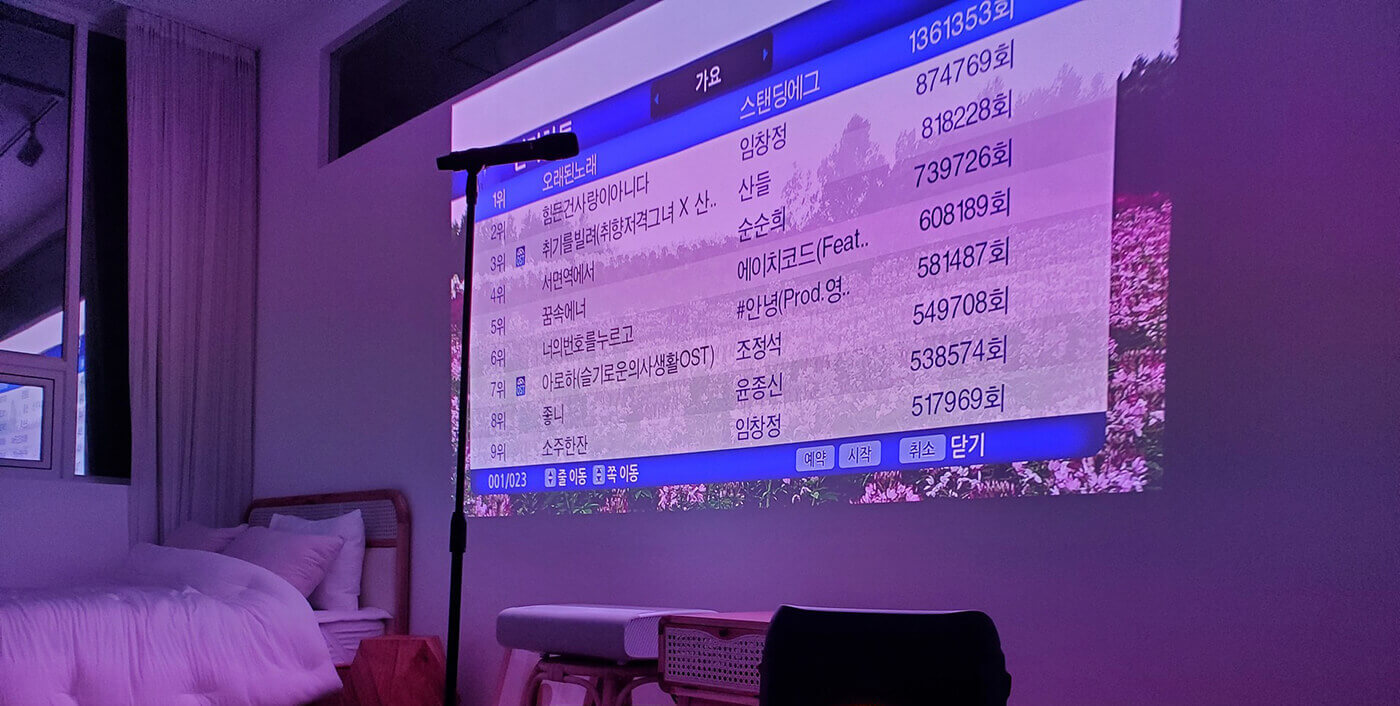 가요
1위 오래된노래 스탠딩에그 1361353회
2위 힘든건사랑이아니다 임창정 874769회
3위 OST 취기를빌려(취향저격그녀 X 산.. 산들 818228회
4위 서면역에서 순순희 739726회
5위 꿈속에너 에이치코드(Feat.. 608189회
6위 너의번호를누르고 #안녕(Prod.영.. 581487회
7위 OST 아로하(슬기로운의사생활OST) 조정석 549708회
8위 좋니 윤종신 538574회
9위 소주한잔 임창정 517969회
001/023 줄 이동 쪽 이동 예약 시작 취소 닫기